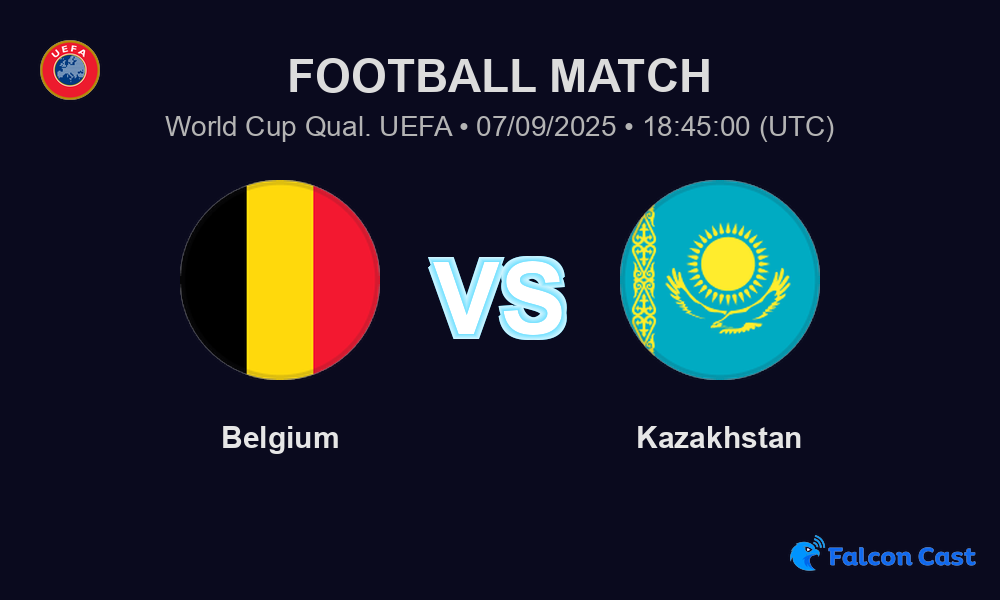 UEFA
FOOTBALL MATCH
World Cup Qual. UEFA • 07/09/2025 • 18:45:00 (UTC)
VS
Belgium
Kazakhstan
Falcon Cast